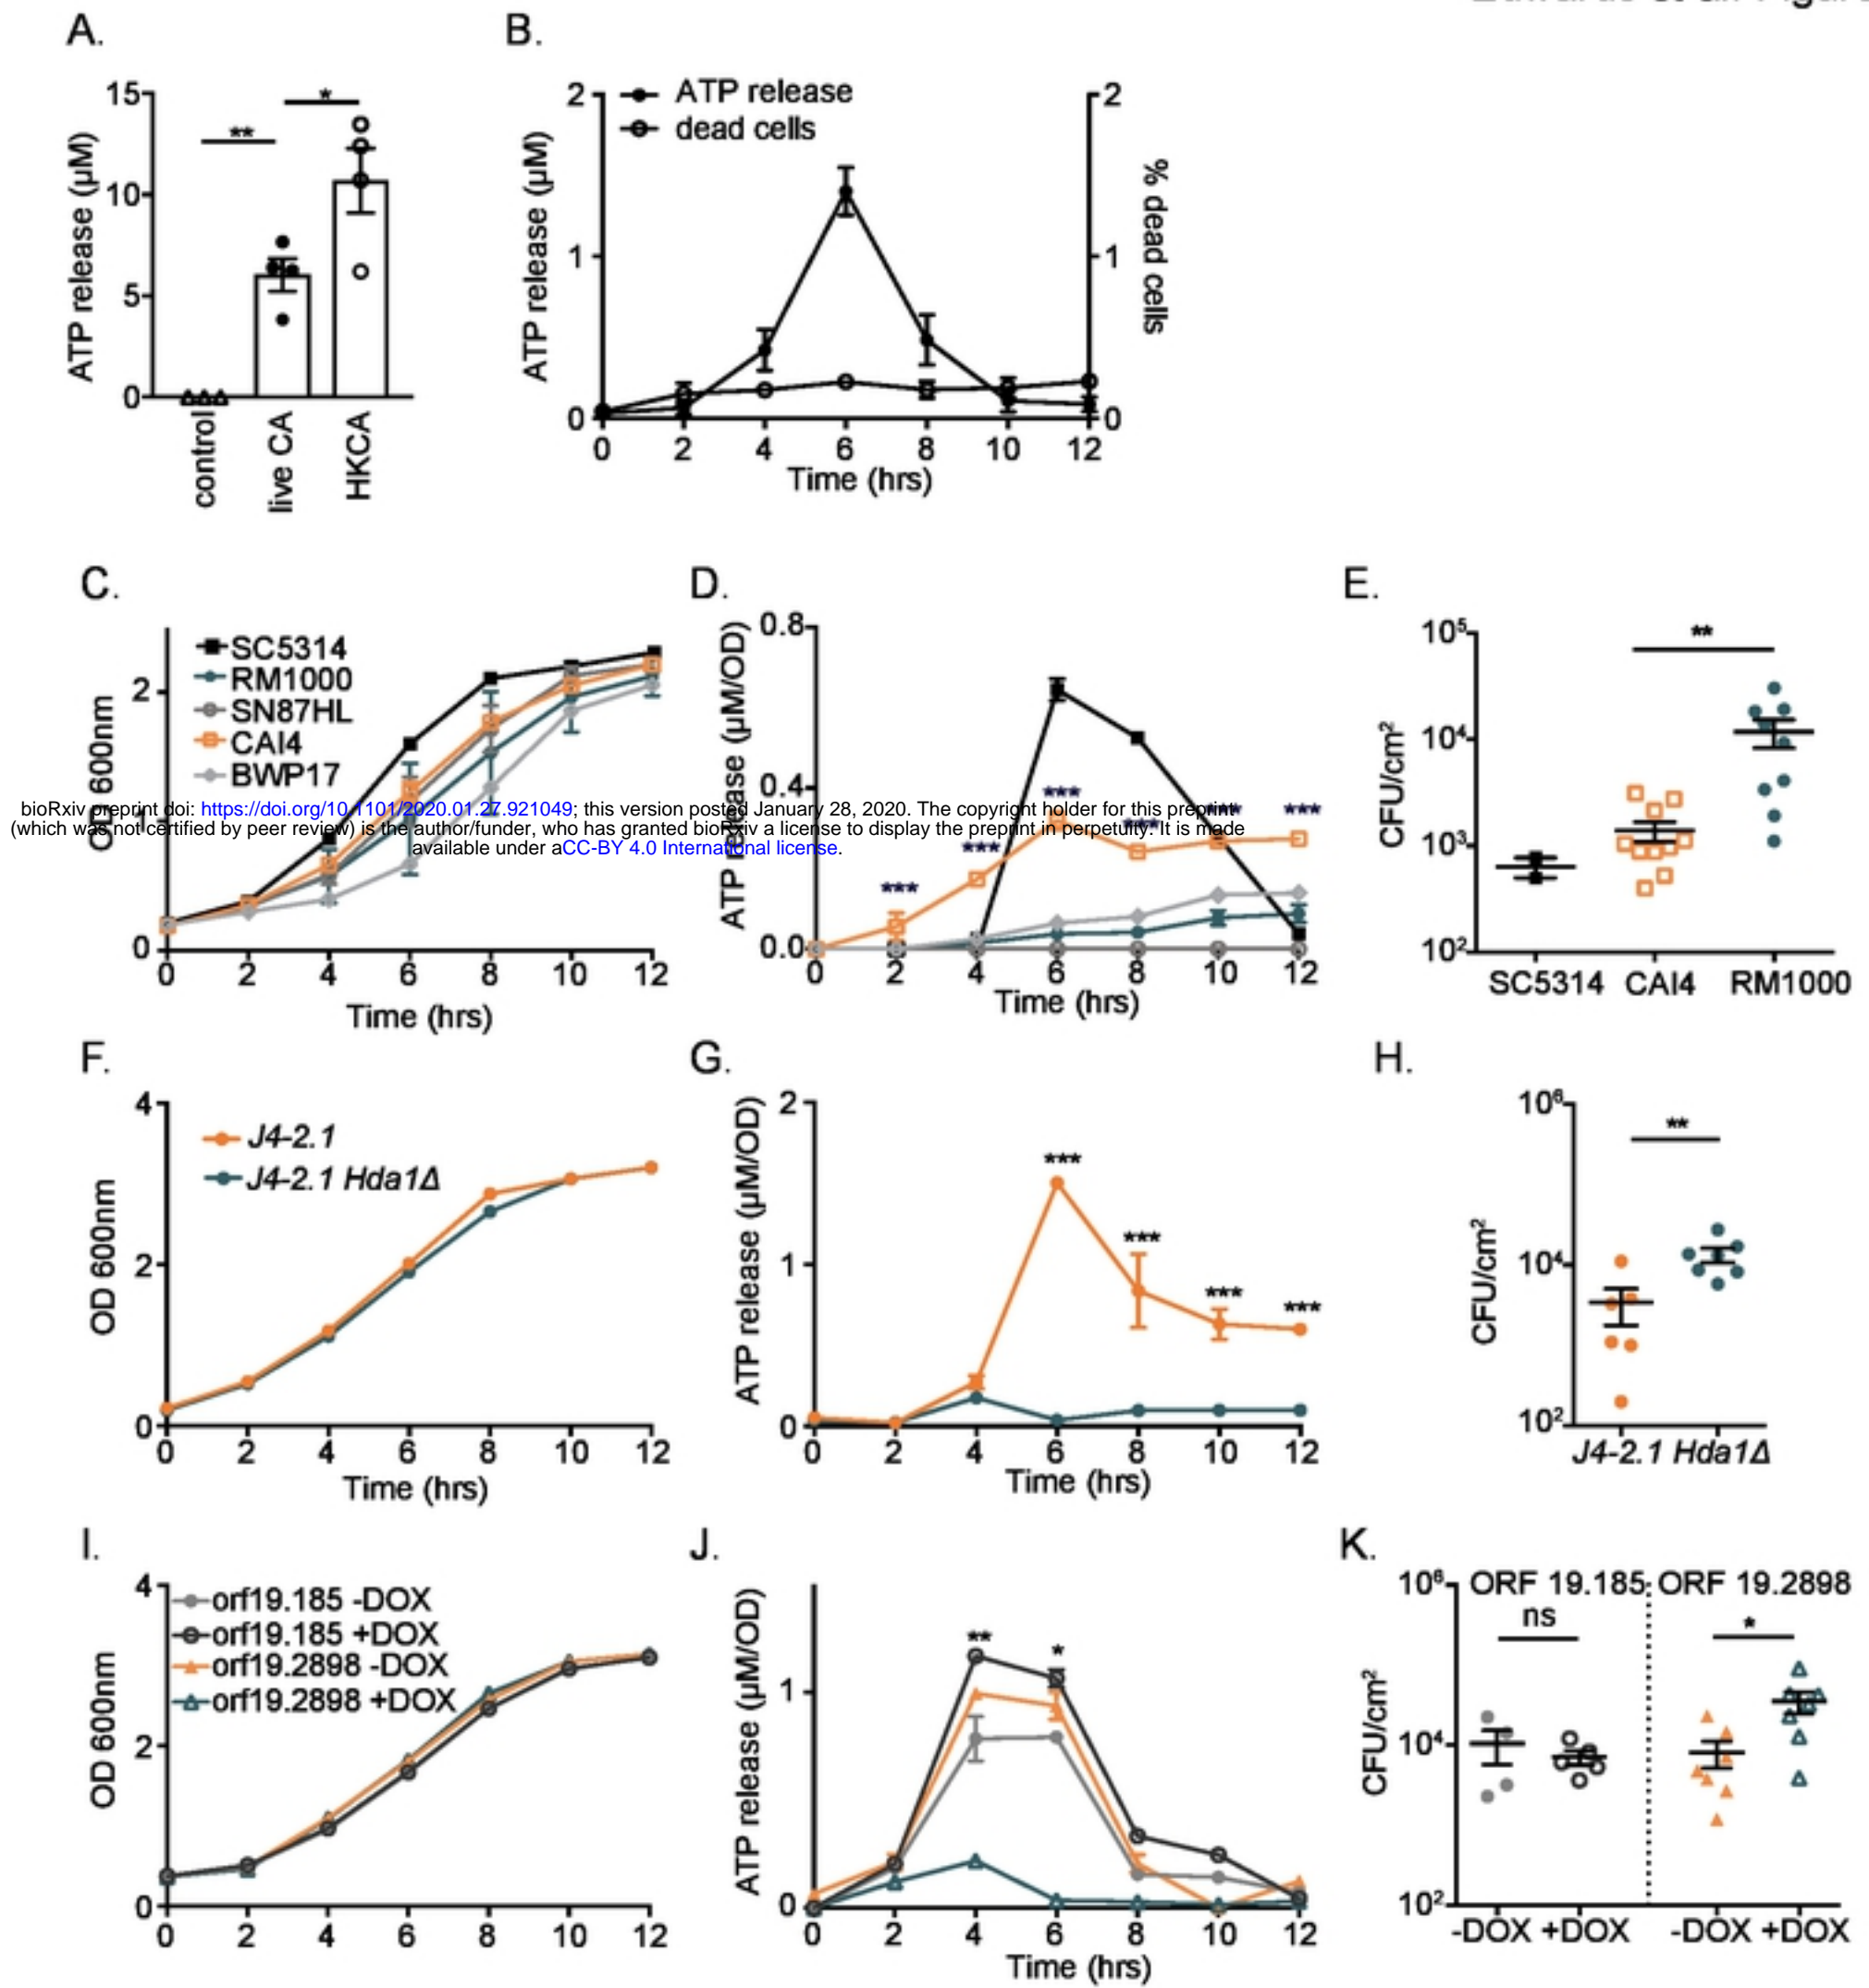 A.
B.
15
10
5
0
ATP release (µM)
**
*
control
live CA
HKCA
ATP release
dead cells
2
1
0
ATP release (µM)
2
1
0
% dead cells
0 2 4 6 8 10 12
Time (hrs)
C.
D.
E.
SC5314
RM1000
SN87HL
CAI4
BWP17
2
1
0
OD 600nm
0 2 4 6 8 10 12
Time (hrs)
0.8
0.4
0.0
ATP release (µM/OD)
*** *** *** *** *** ***
0 2 4 6 8 10 12
Time (hrs)
10⁵
10⁴
10³
10²
CFU/cm²
**
SC5314 CAI4 RM1000
bioRxiv preprint doi: https://doi.org/10.1101/2020.01.27.921049; this version posted January 28, 2020. The copyright holder for this preprint
(which was not certified by peer review) is the author/funder, who has granted bioRxiv a license to display the preprint in perpetuity. It is made
available under aCC-BY 4.0 International license.
F.
G.
H.
J4-2.1
J4-2.1 Hda1Δ
4
2
0
OD 600nm
0 2 4 6 8 10 12
Time (hrs)
2
1
0
ATP release (µM/OD)
*** *** *** ***
0 2 4 6 8 10 12
Time (hrs)
10⁶
10⁴
10²
CFU/cm²
**
J4-2.1 Hda1Δ
I.
J.
K.
orf19.185 -DOX
orf19.185 +DOX
orf19.2898 -DOX
orf19.2898 +DOX
4
2
0
OD 600nm
0 2 4 6 8 10 12
Time (hrs)
1
0
ATP release (µM/OD)
** *
0 2 4 6 8 10 12
Time (hrs)
ORF 19.185 ORF 19.2898
ns *
10⁶
10⁴
10²
CFU/cm²
-DOX +DOX -DOX +DOX